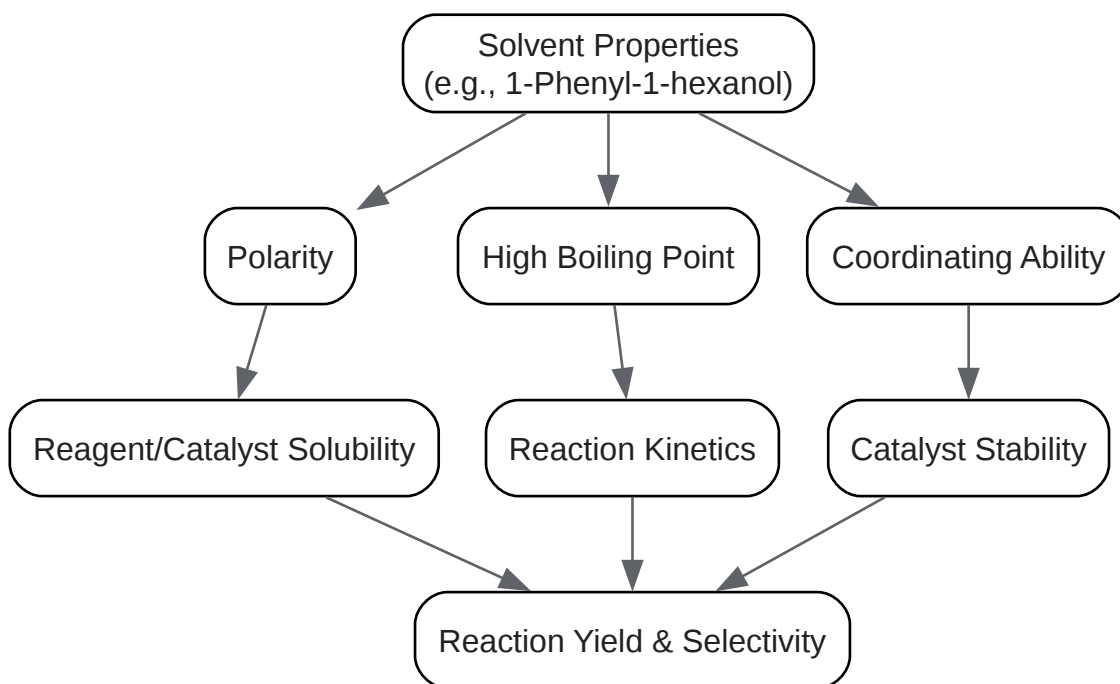 Solvent Properties
(e.g., 1-Phenyl-1-hexanol)
Polarity
High Boiling Point
Coordinating Ability
Reagent/Catalyst Solubility
Reaction Kinetics
Catalyst Stability
Reaction Yield & Selectivity